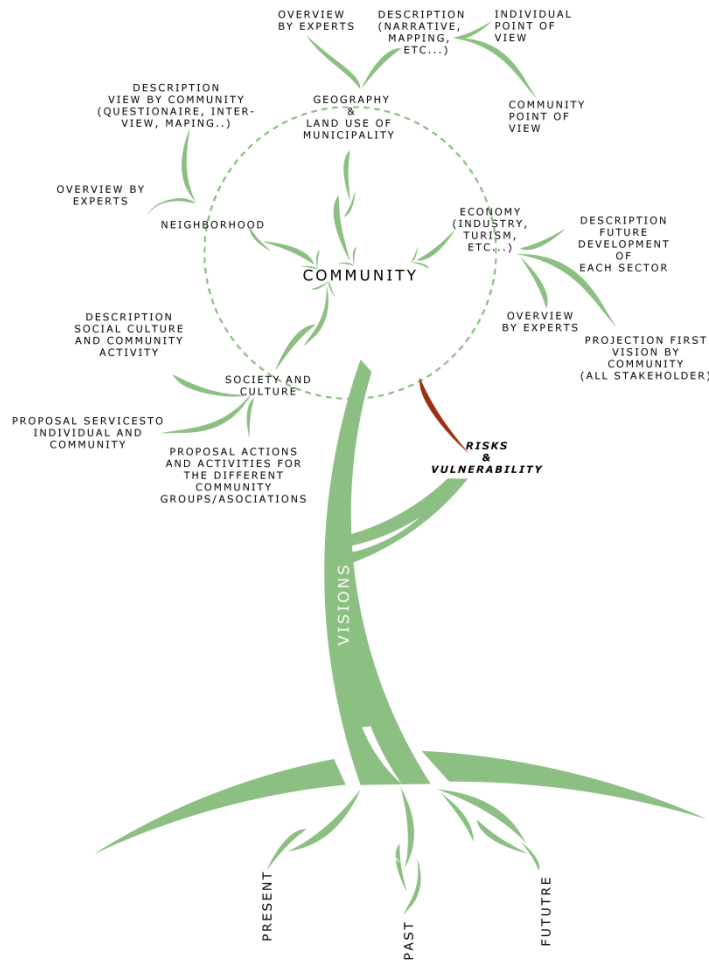 OVERVIEW
BY EXPERTS
DESCRIPTION
(NARRATIVE,
MAPPING,
ETC...)
INDIVIDUAL
POINT OF
VIEW
COMMUNITY
POINT OF
VIEW
DESCRIPTION
VIEW BY COMMUNITY
(QUESTIONAIRE, INTER-
VIEW, MAPING..)
GEOGRAPHY
&
LAND USE OF
MUNICIPALITY
OVERVIEW BY
EXPERTS
NEIGHBORHOOD
ECONOMY
(INDUSTRY,
TURISM,
ETC...)
DESCRIPTION
FUTURE
DEVELOPMENT
OF
EACH SECTOR
COMMUNITY
OVERVIEW
BY EXPERTS
PROJECTION FIRST
VISION BY
COMMUNITY
(ALL STAKEHOLDER)
DESCRIPTION
SOCIAL CULTURE
AND COMMUNITY
ACTIVITY
SOCIETY AND
CULTURE
PROPOSAL SERVICESTO
INDIVIDUAL AND
COMMUNITY
PROPOSAL ACTIONS
AND ACTIVITIES FOR
THE DIFFERENT
COMMUNITY
GROUPS/ASOCIATIONS
RISKS
&
VULNERABILITY
VISIONS
PRESENT
PAST
FUTUTRE